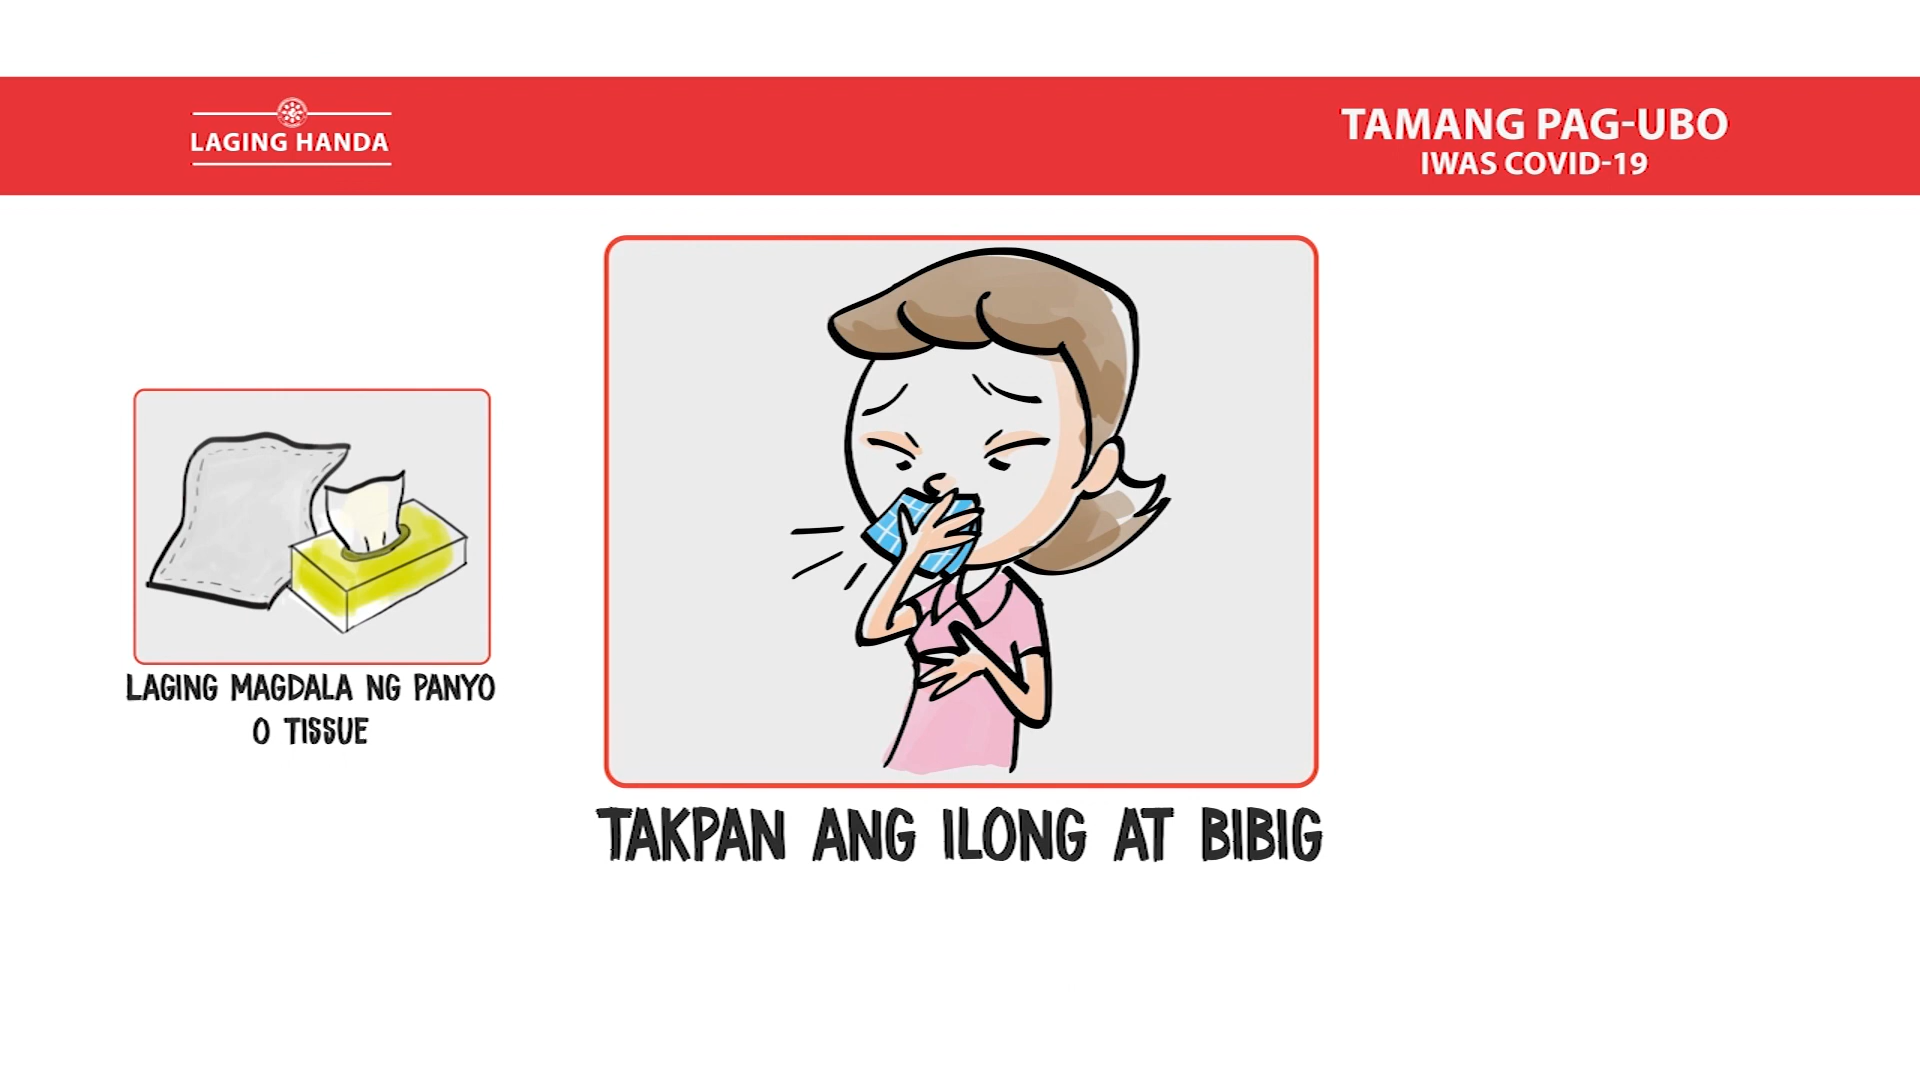 LAGING HANDA
TAMANG PAG-UBO
IWAS COVID-19
LAGING MAGDALA NG PANYO
O TISSUE
TAKPAN ANG ILONG AT BIBIG